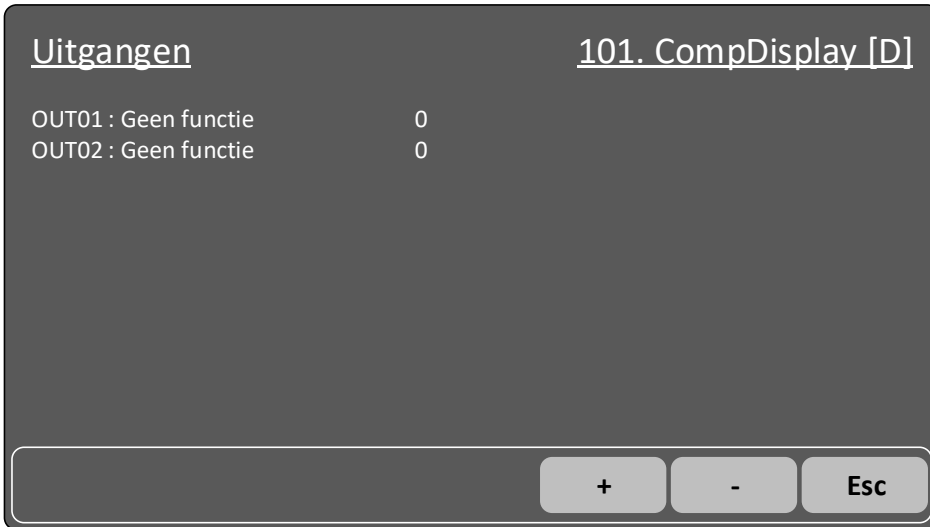 Uitgangen 101. CompDisplay [D]
OUT01 : Geen functie 0
OUT02 : Geen functie 0
+ - Esc